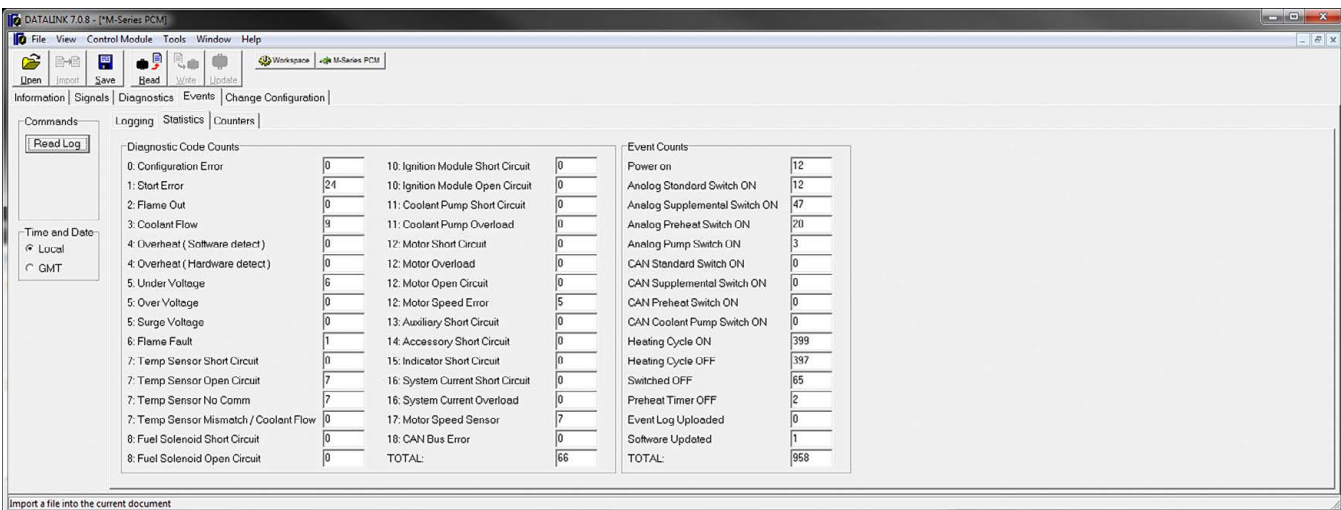 DATALINK 7.0.8 - [*M-Series PCM]
File View Control Module Tools Window Help
Open Import Save Read Write Update Workspace M-Series PCM
Information Signals Diagnostics Events Change Configuration
Commands
Read Log
Time and Date
Local
GMT
Logging Statistics Counters
Diagnostic Code Counts
0: Configuration Error 0
1: Start Error 24
2: Flame Out 0
3: Coolant Flow 9
4: Overheat ( Software detect ) 0
4: Overheat ( Hardware detect ) 0
5: Under Voltage 6
5: Over Voltage 0
5: Surge Voltage 0
6: Flame Fault 1
7: Temp Sensor Short Circuit 0
7: Temp Sensor Open Circuit 7
7: Temp Sensor No Comm 7
7: Temp Sensor Mismatch / Coolant Flow 0
8: Fuel Solenoid Short Circuit 0
8: Fuel Solenoid Open Circuit 0
10: Ignition Module Short Circuit 0
10: Ignition Module Open Circuit 0
11: Coolant Pump Short Circuit 0
11: Coolant Pump Overload 0
12: Motor Short Circuit 0
12: Motor Overload 0
12: Motor Open Circuit 0
12: Motor Speed Error 5
13: Auxiliary Short Circuit 0
14: Accessory Short Circuit 0
15: Indicator Short Circuit 0
16: System Current Short Circuit 0
16: System Current Overload 0
17: Motor Speed Sensor 7
18: CAN Bus Error 0
TOTAL: 66
Event Counts
Power on 12
Analog Standard Switch ON 12
Analog Supplemental Switch ON 47
Analog Preheat Switch ON 20
Analog Pump Switch ON 3
CAN Standard Switch ON 0
CAN Supplemental Switch ON 0
CAN Preheat Switch ON 0
CAN Coolant Pump Switch ON 0
Heating Cycle ON 399
Heating Cycle OFF 397
Switched OFF 65
Preheat Timer OFF 2
Event Log Uploaded 0
Software Updated 1
TOTAL: 958
Import a file into the current document